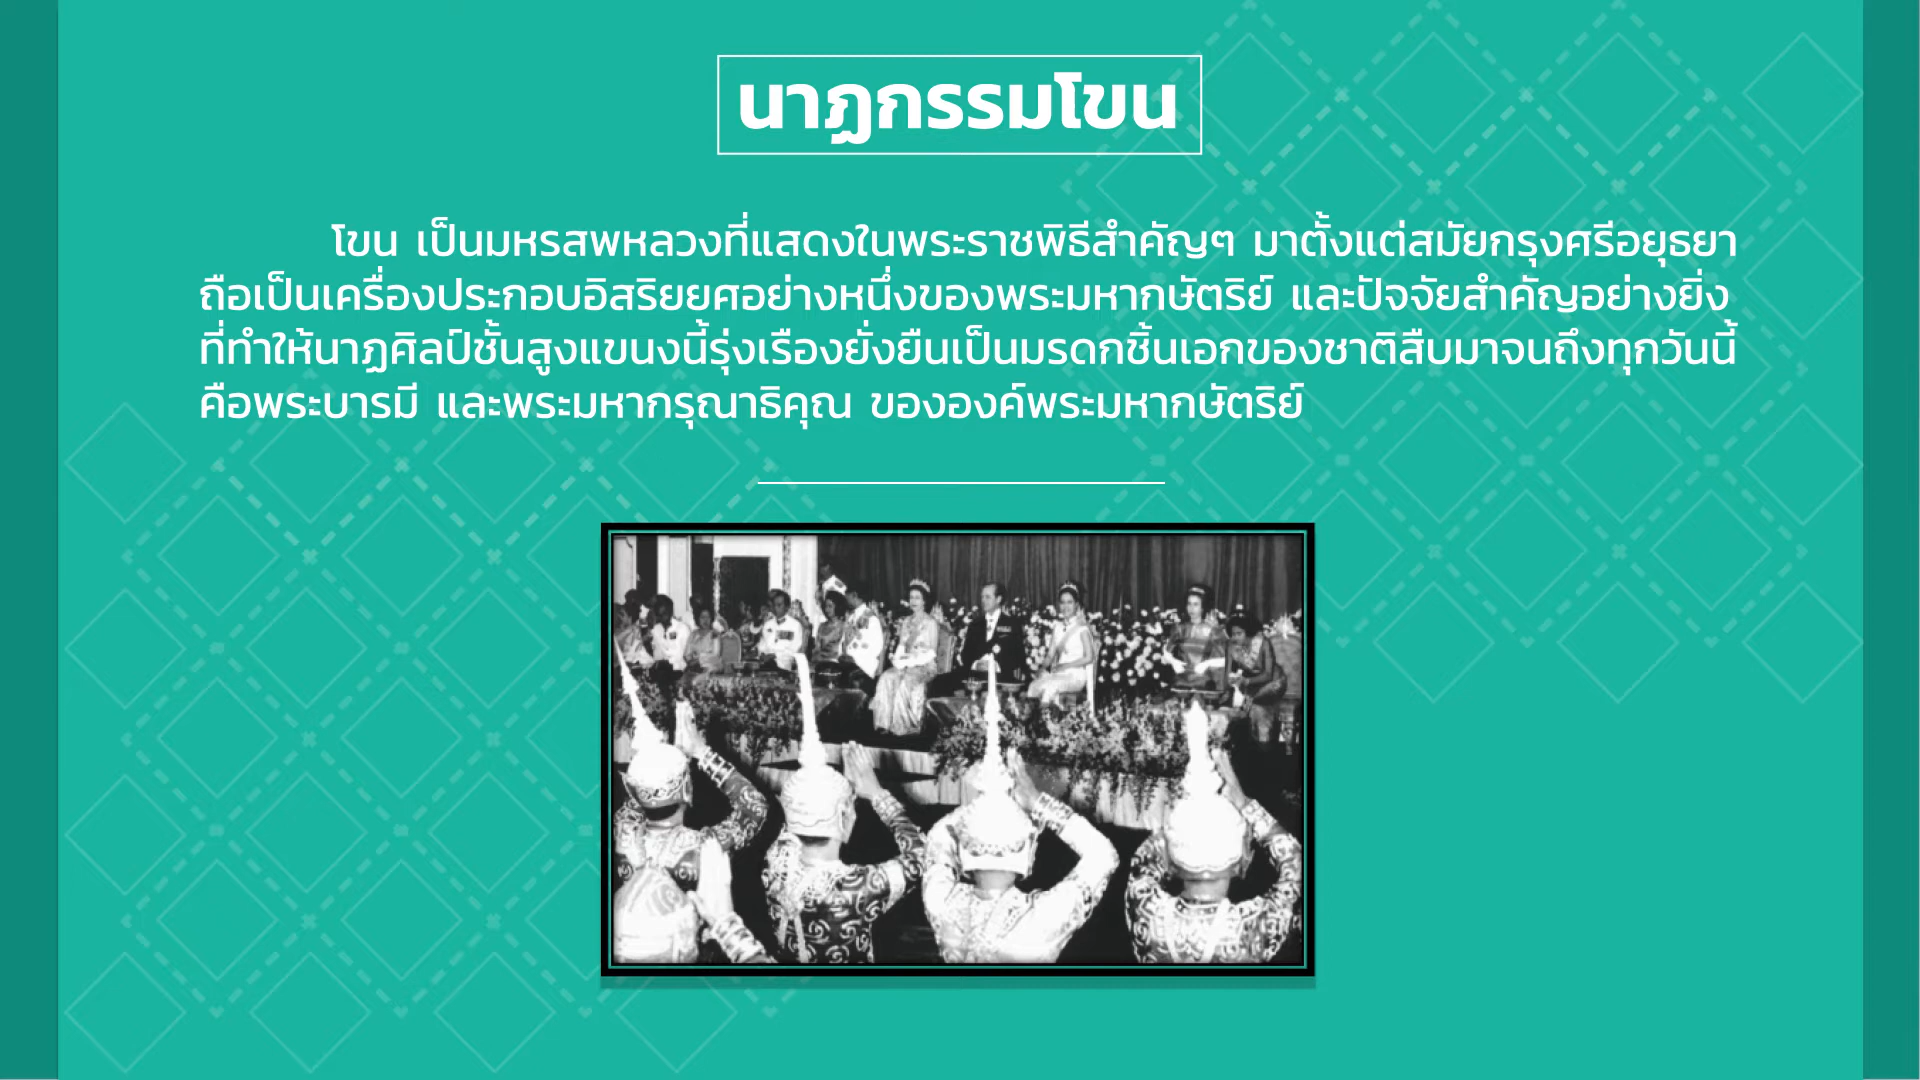 นาฏกรรมโขน
โขน เป็นมหรสพหลวงที่แสดงในพระราชพิธีสำคัญๆ มาตั้งแต่สมัยกรุงศรีอยุธยา
ถือเป็นเครื่องประกอบอิสริยยศอย่างหนึ่งของพระมหากษัตริย์ และปัจจัยสำคัญอย่างยิ่ง
ที่ทำให้นาฏศิลป์ชั้นสูงแขนงนี้รุ่งเรืองยั่งยืนเป็นมรดกชิ้นเอกของชาติสืบมาจนถึงทุกวันนี้
คือพระบารมี และพระมหากรุณาธิคุณ ขององค์พระมหากษัตริย์